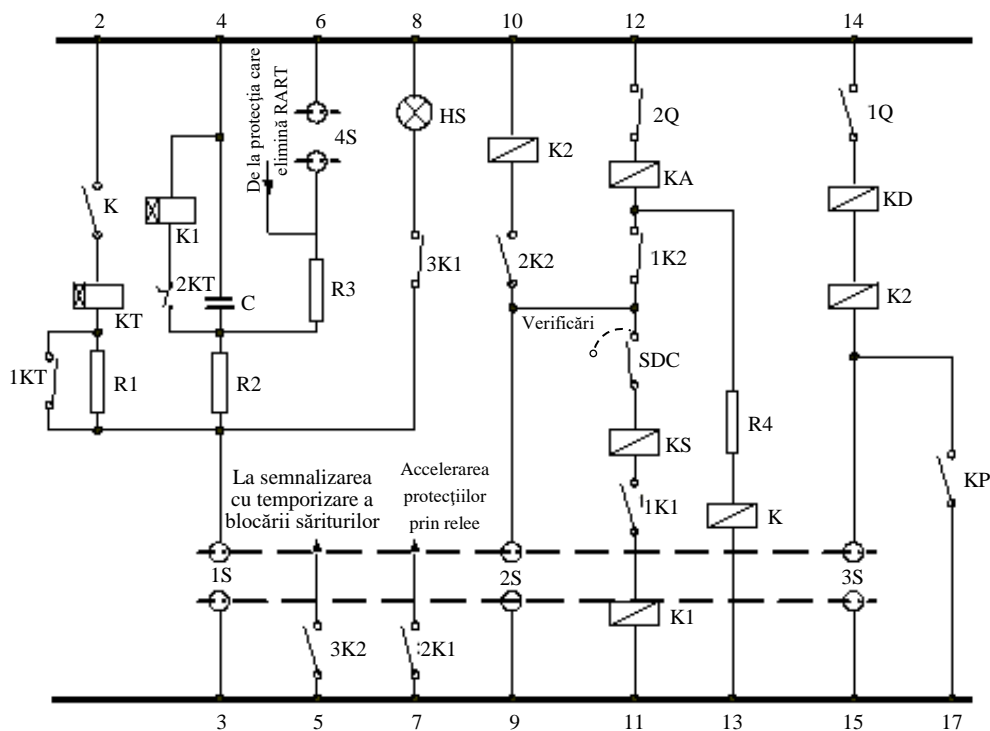 2 4 6 8 10 12 14
De la protecția care
elimină RART
4S
HS
2Q
1Q
K2
KA
KD
K
K1
2KT
C
R3
3K1
2K2
1K2
K2
KT
Verificări
SDC
1KT
R1
R2
R4
KS
La semnalizarea
cu temporizare a
blocării săriturilor
Accelerarea
protecțiilor
prin relee
1K1
K
KP
1S
2S
3S
K1
3K2
2K1
3 5 7 9 11 13 15 17